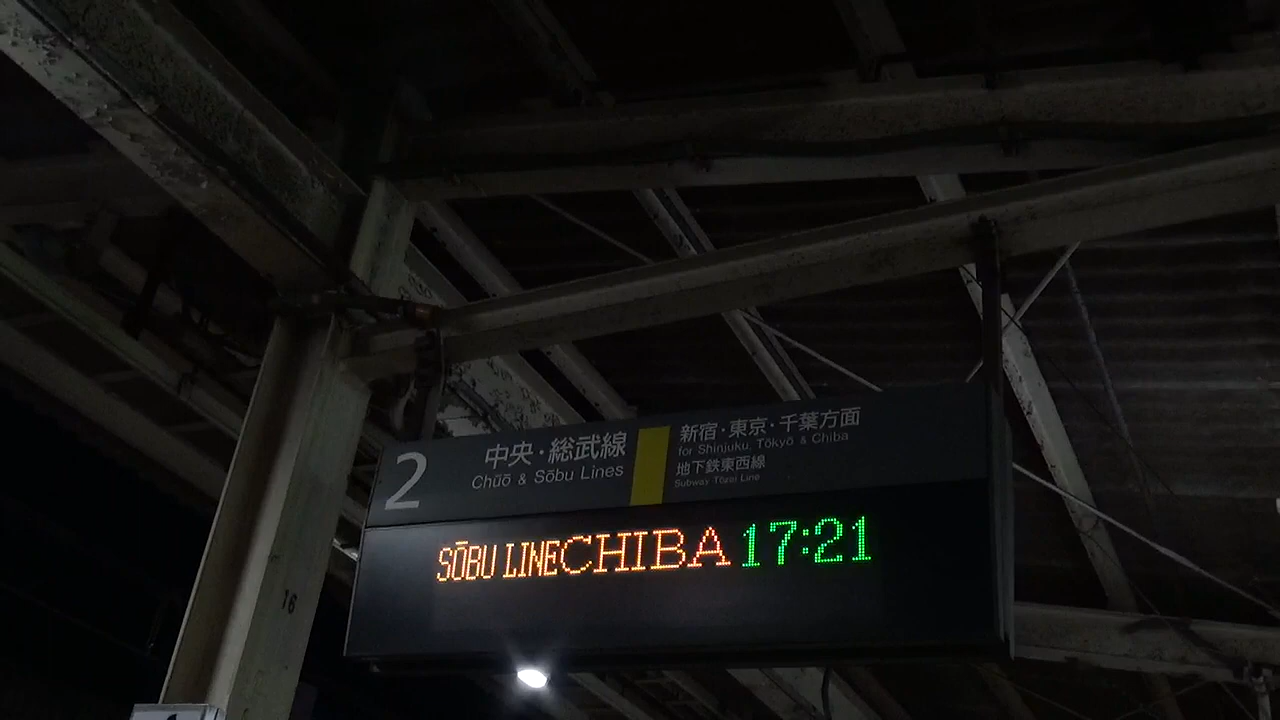 2
中央・総武線
Chūō & Sōbu Lines
新宿・東京・千葉方面
for Shinjuku, Tōkyō & Chiba
地下鉄東西線
Subway Tōzai Line
SŌBU LINE CHIBA 17:21
16